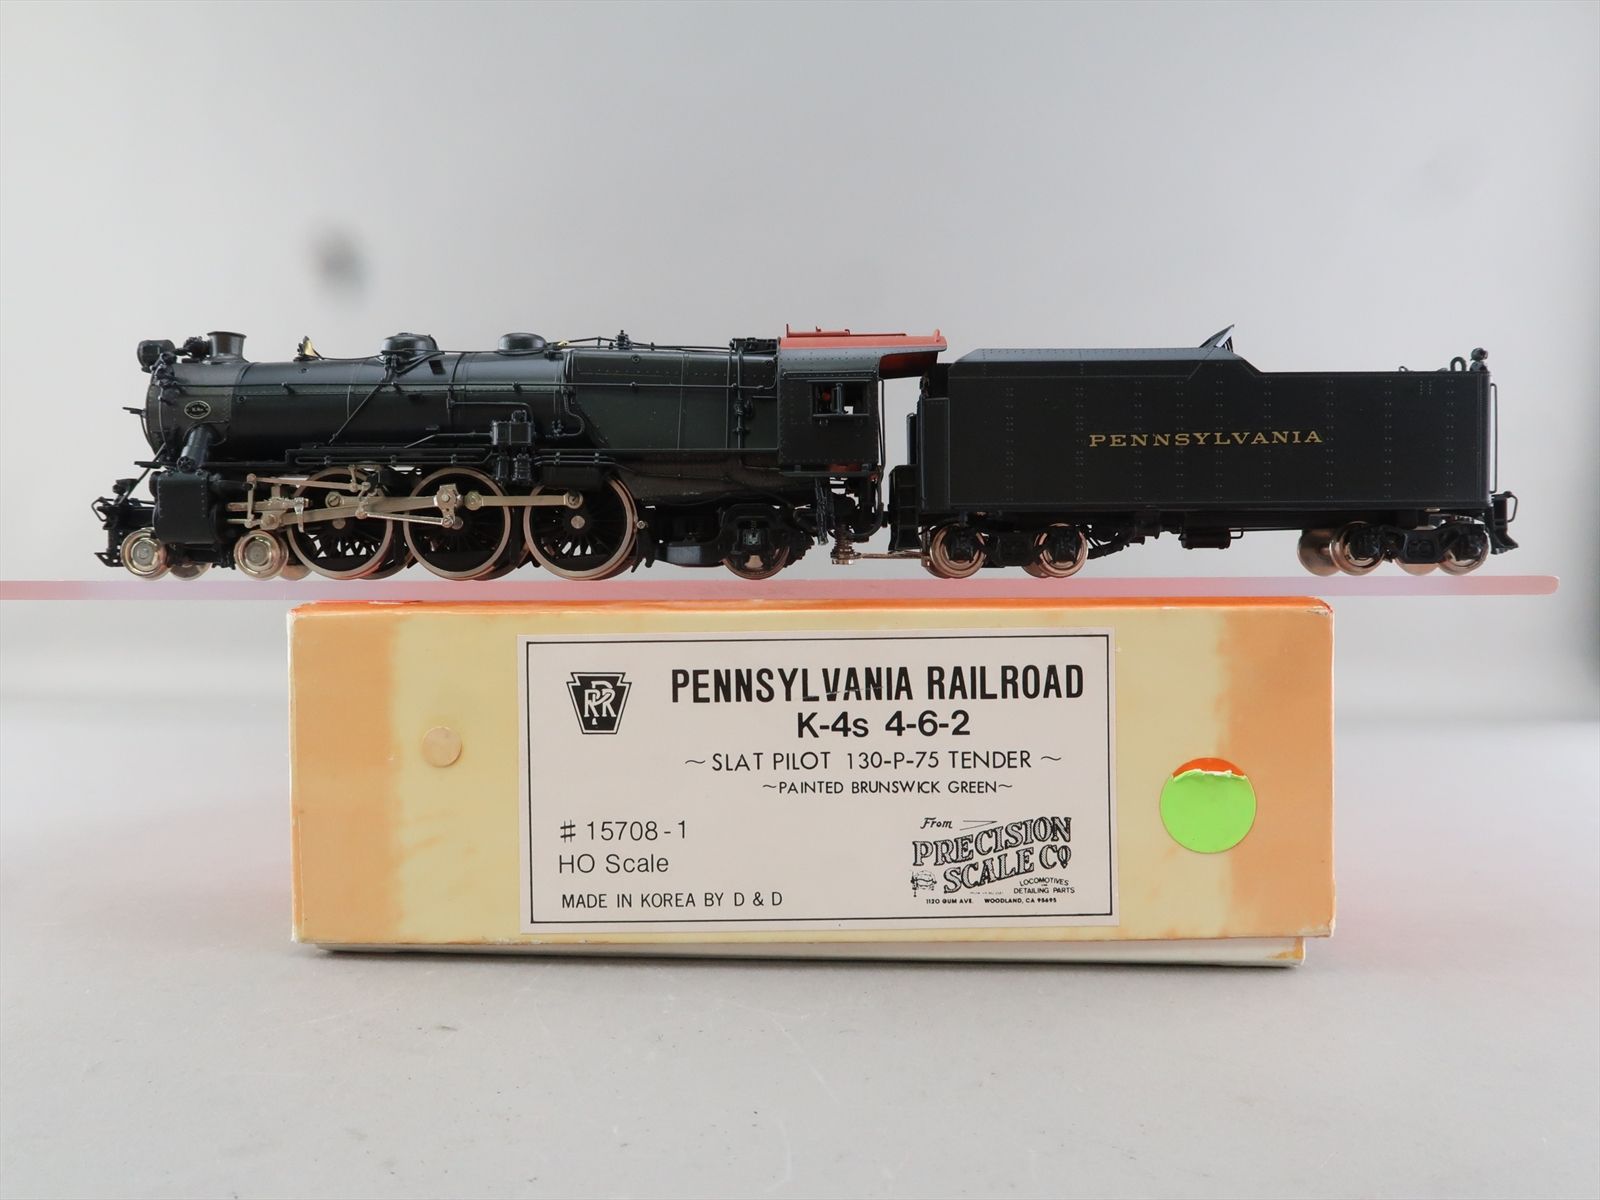 PENNSYLVANIA
PRR
PENNSYLVANIA RAILROAD
K-4s 4-6-2
~SLAT PILOT 130-P-75 TENDER~
~PAINTED BRUNSWICK GREEN~
# 15708-1
HO Scale
MADE IN KOREA BY D & D
From
PRECISION
SCALE CO
LOCOMOTIVES
DETAILING PARTS
1120 GUM AVE. WOODLAND, CA 95695